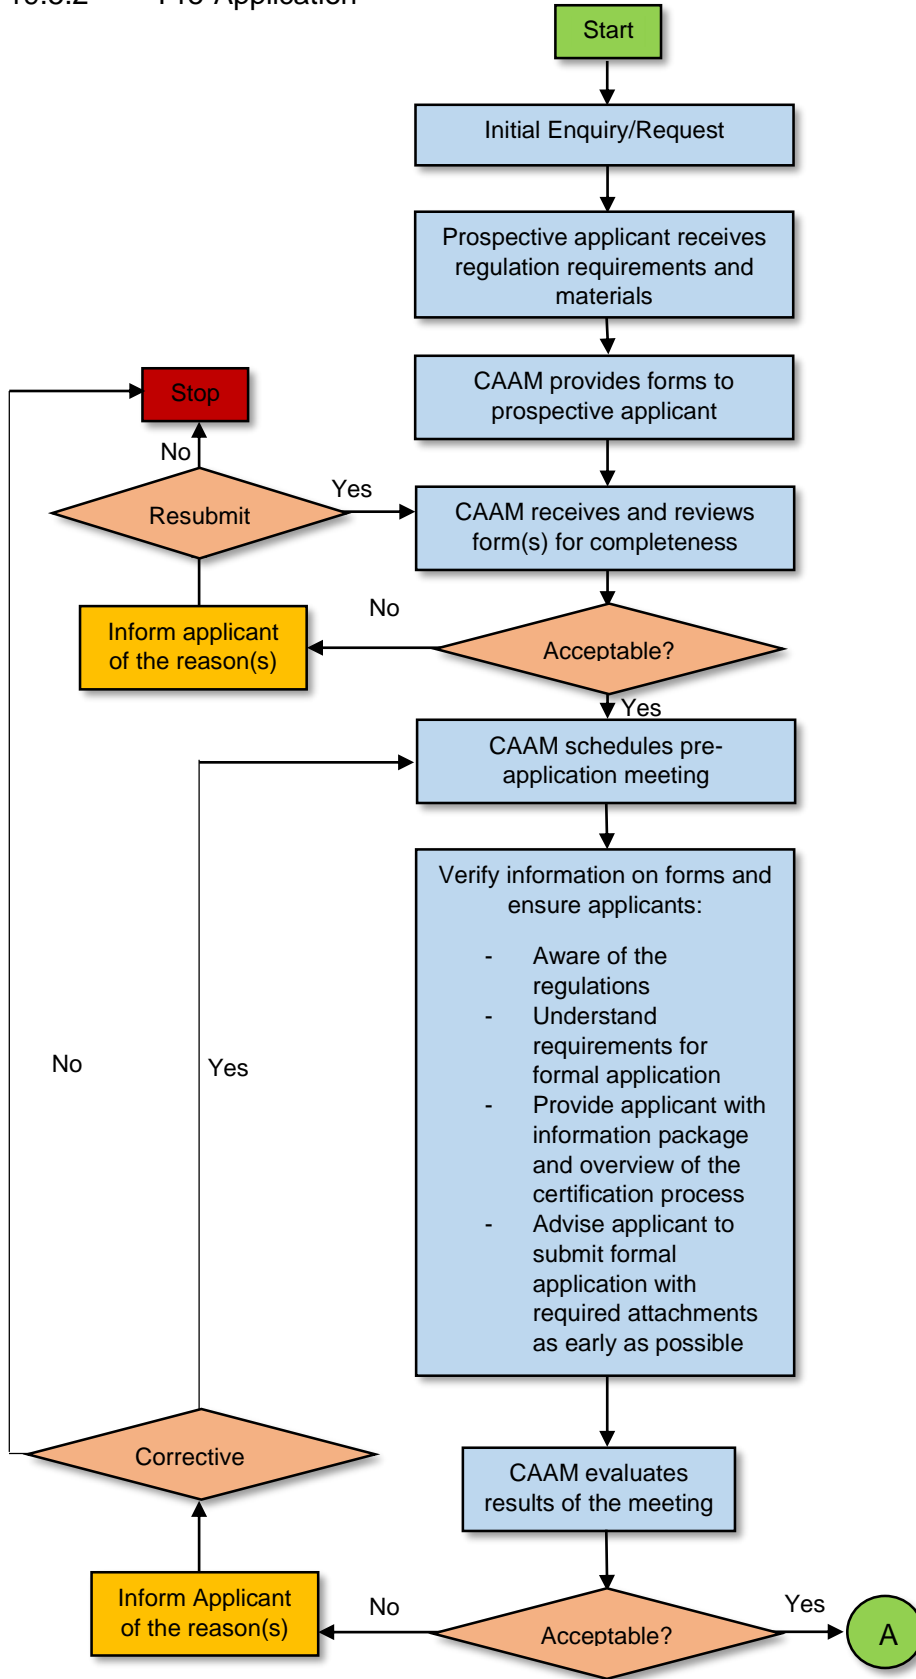 Start
Initial Enquiry/Request
Prospective applicant receives
regulation requirements and
materials
Stop
CAAM provides forms to
prospective applicant
No
Resubmit
Yes
CAAM receives and reviews
form(s) for completeness
Inform applicant
of the reason(s)
No
Acceptable?
Yes
CAAM schedules pre-
application meeting
Verify information on forms and
ensure applicants:
- Aware of the
regulations
- Understand
requirements for
formal application
- Provide applicant with
information package
and overview of the
certification process
- Advise applicant to
submit formal
application with
required attachments
as early as possible
No
Yes
Corrective
CAAM evaluates
results of the meeting
Inform Applicant
of the reason(s)
No
Acceptable?
Yes
A